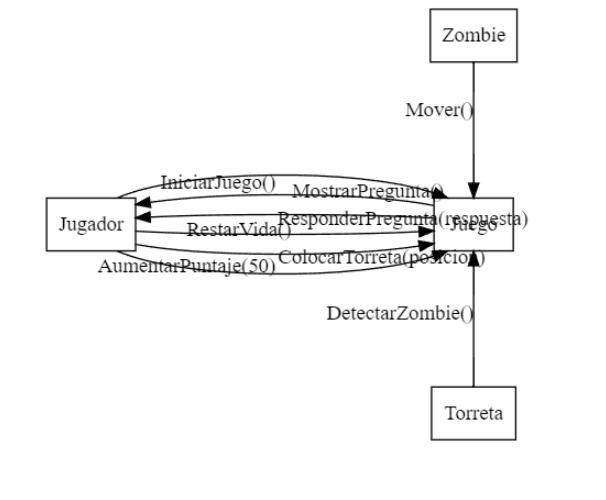 Zombie
Mover()
IniciarJuego()
MostrarPregunta()
Jugador
ResponderPregunta(respuesta)
Juego
RestarVida()
ColocarTorreta(posicion)
AumentarPuntaje(50)
DetectarZombie()
Torreta